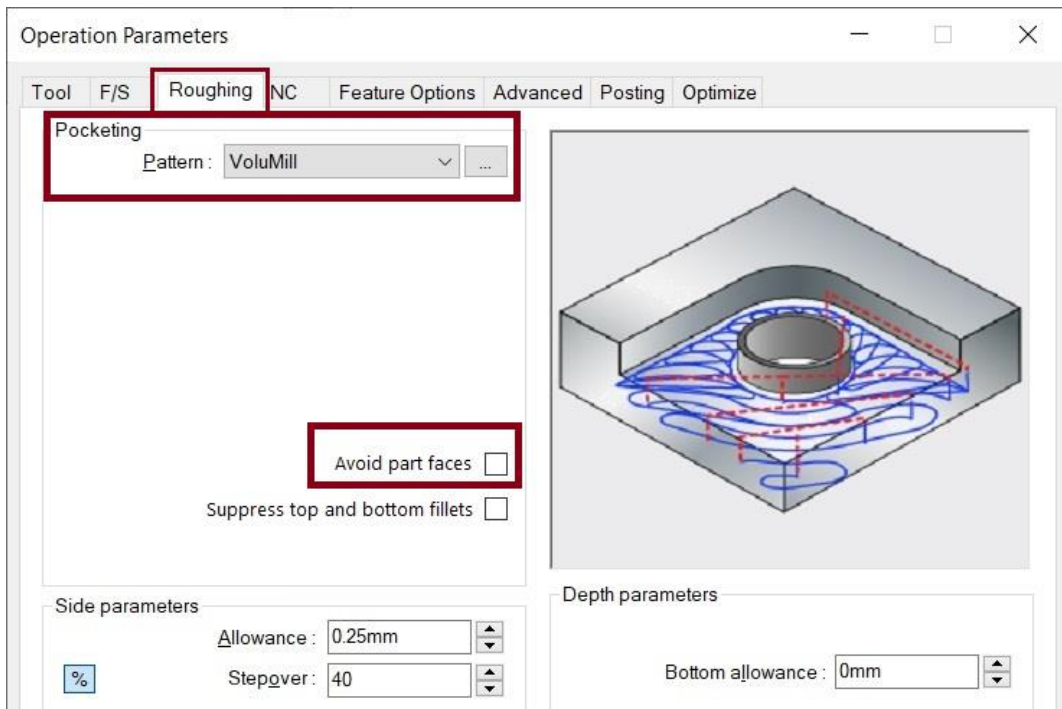 Operation Parameters
Tool F/S Roughing NC Feature Options Advanced Posting Optimize
Pocketing
Pattern : VoluMill ...
Avoid part faces
Suppress top and bottom fillets
Side parameters
Allowance : 0.25mm
% Stepover : 40
Depth parameters
Bottom allowance : 0mm